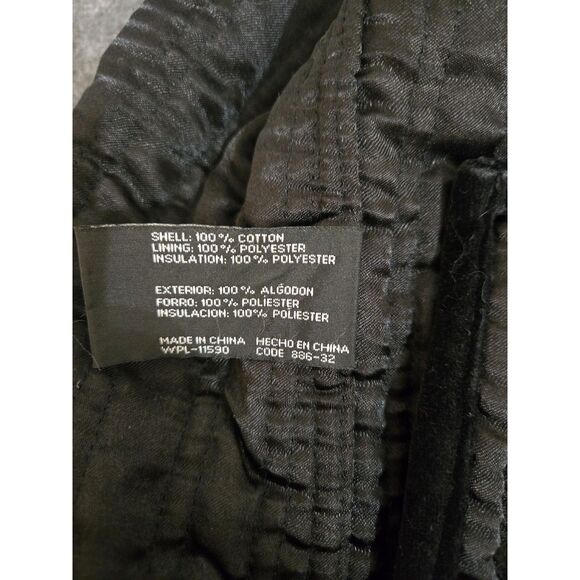 SHELL: 100% COTTON
LINING: 100% POLYESTER
INSULATION: 100% POLYESTER
EXTERIOR: 100% ALGODON
FORRO: 100% POLIESTER
INSULACION: 100% POLIESTER
MADE IN CHINA HECHO EN CHINA
WPL-11590 CODE 886-32